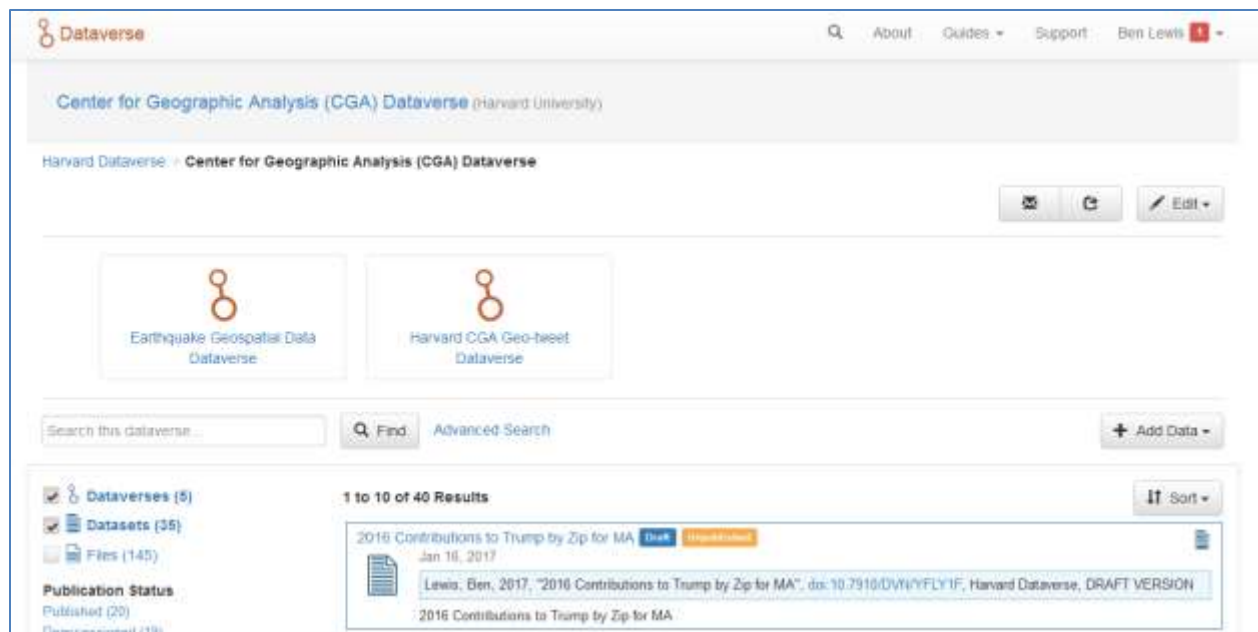 Dataverse
About Guides Support Ben Lewis 1
Center for Geographic Analysis (CGA) Dataverse (Harvard University)
Harvard Dataverse > Center for Geographic Analysis (CGA) Dataverse
Edit
Earthquake Geospatial Data
Dataverse
Harvard CGA Geo-tweet
Dataverse
Search this dataverse...
Find
Advanced Search
+ Add Data
Dataverses (5)
Datasets (35)
Files (145)
Publication Status
Published (20)
1 to 10 of 40 Results
Sort
2016 Contributions to Trump by Zip for MA Draft Unpublished
Jan 16, 2017
Lewis, Ben, 2017, "2016 Contributions to Trump by Zip for MA", doi:10.7910/DVN/YFLY1F, Harvard Dataverse, DRAFT VERSION
2016 Contributions to Trump by Zip for MA